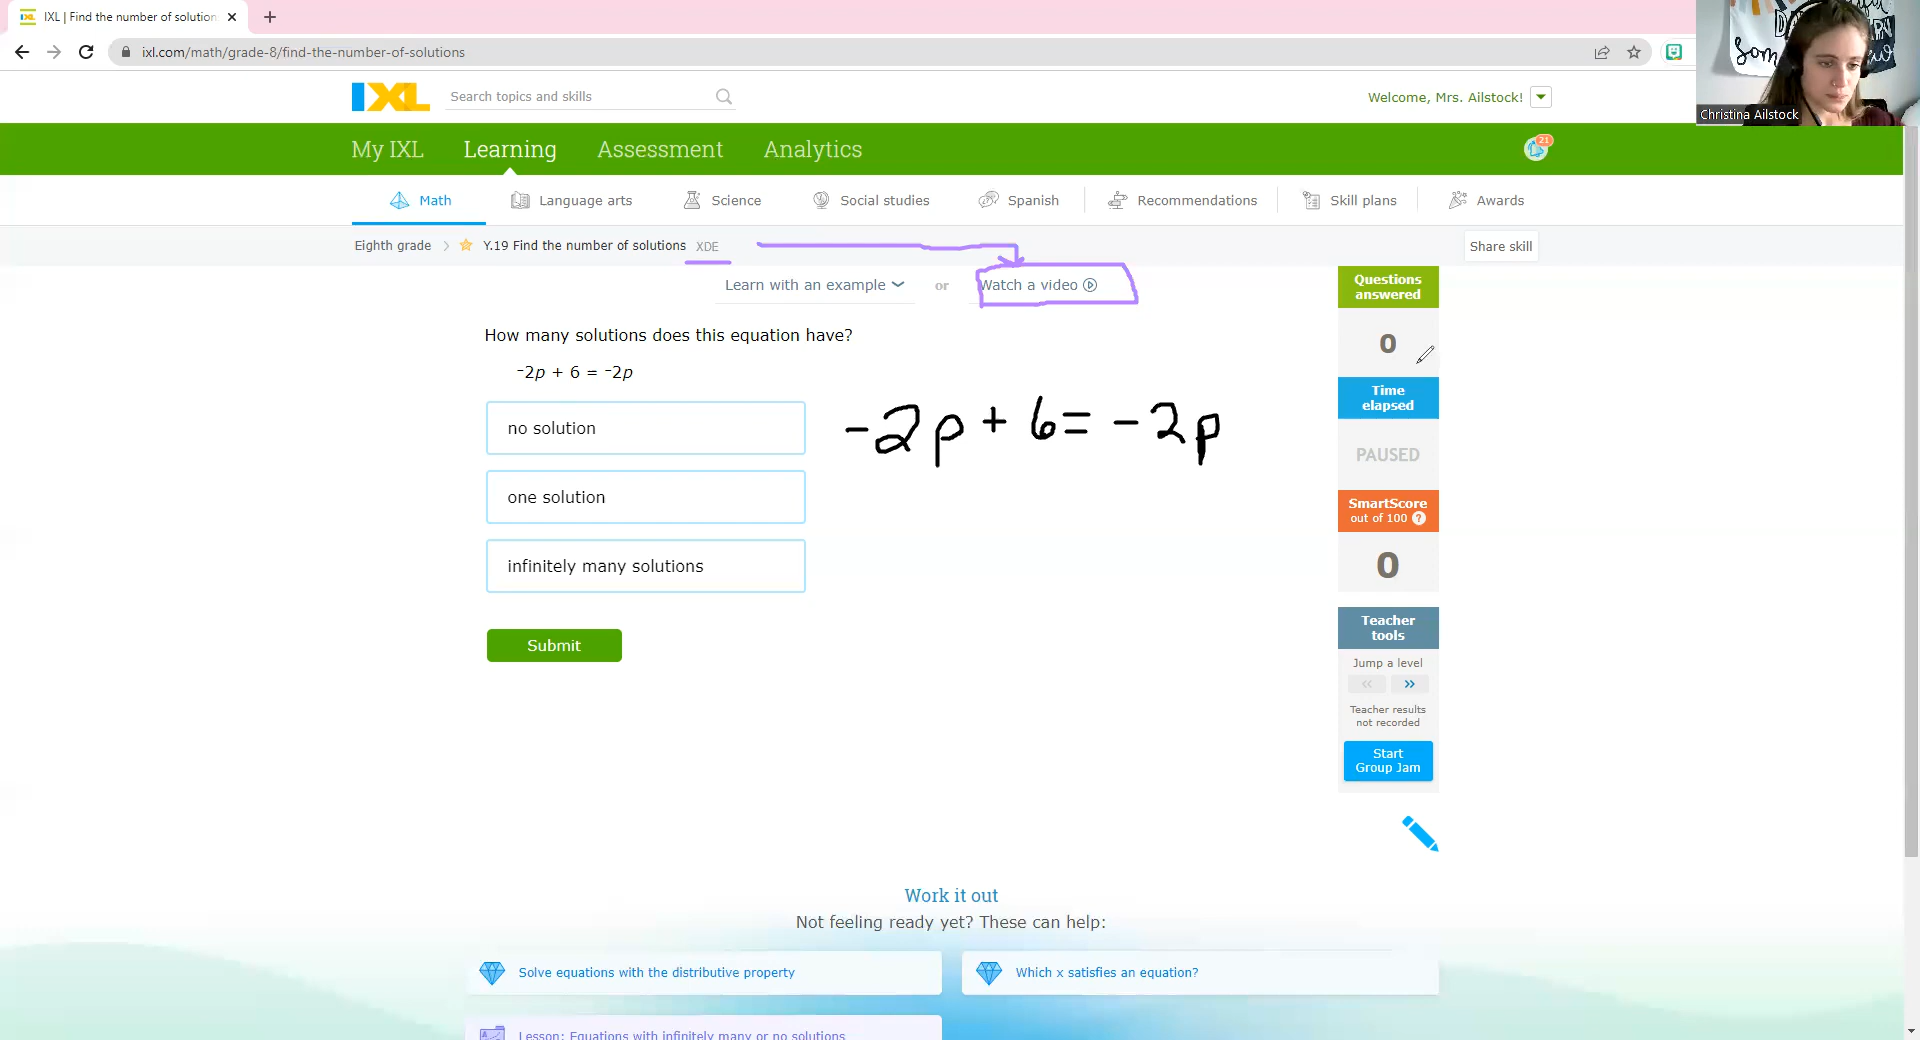 IXL | Find the number of solution
ixl.com/math/grade-8/find-the-number-of-solutions
Christina Ailstock
IXL
Search topics and skills
Welcome, Mrs. Ailstock!
My IXL Learning Assessment Analytics
21
Math Language arts Science Social studies Spanish Recommendations Skill plans Awards
Eighth grade > Y.19 Find the number of solutions XDE
Share skill
Learn with an example or Watch a video
How many solutions does this equation have?
⁻2p + 6 = ⁻2p
no solution
one solution
infinitely many solutions
Submit
-2p + 6 = -2p
Questions
answered
0
Time
elapsed
PAUSED
SmartScore
out of 100 ?
0
Teacher
tools
Jump a level
<< >>
Teacher results
not recorded
Start
Group Jam
Work it out
Not feeling ready yet? These can help:
Solve equations with the distributive property
Which x satisfies an equation?
Lesson: Equations with infinitely many or no solutions